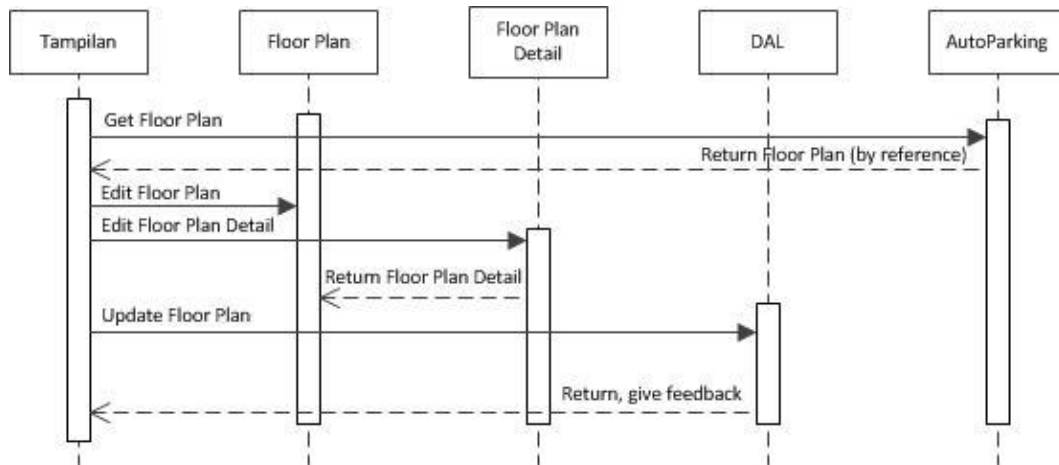 Tampilan
Floor Plan
Floor Plan
Detail
DAL
AutoParking
Get Floor Plan
Return Floor Plan (by reference)
Edit Floor Plan
Edit Floor Plan Detail
Return Floor Plan Detail
Update Floor Plan
Return, give feedback